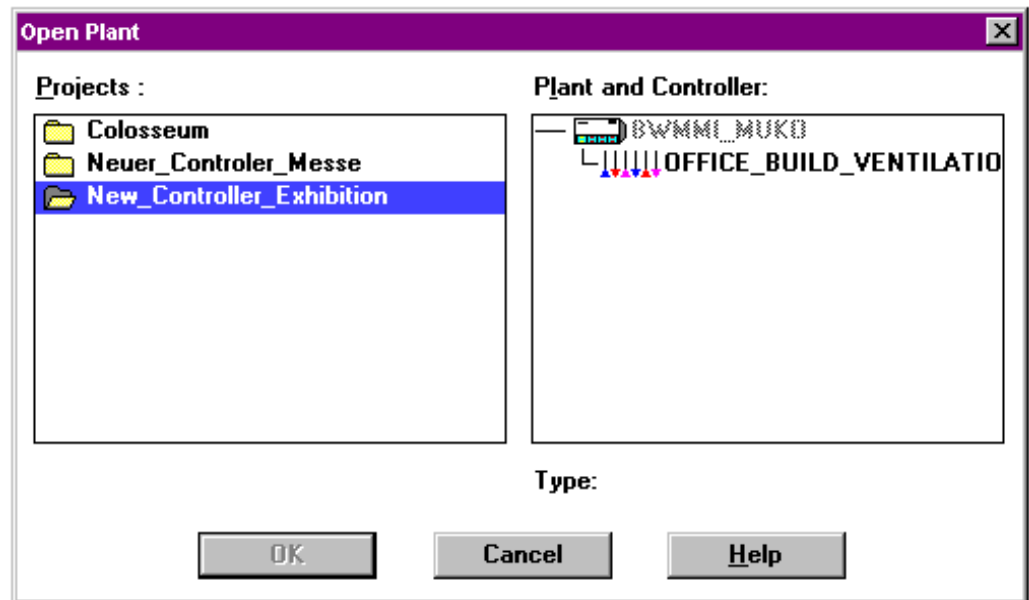 Open Plant
Projects :
Colosseum
Neuer_Controler_Messe
New_Controller_Exhibition
Plant and Controller:
BWMMI_MUKO
OFFICE_BUILD_VENTILATIO
Type:
OK
Cancel
Help